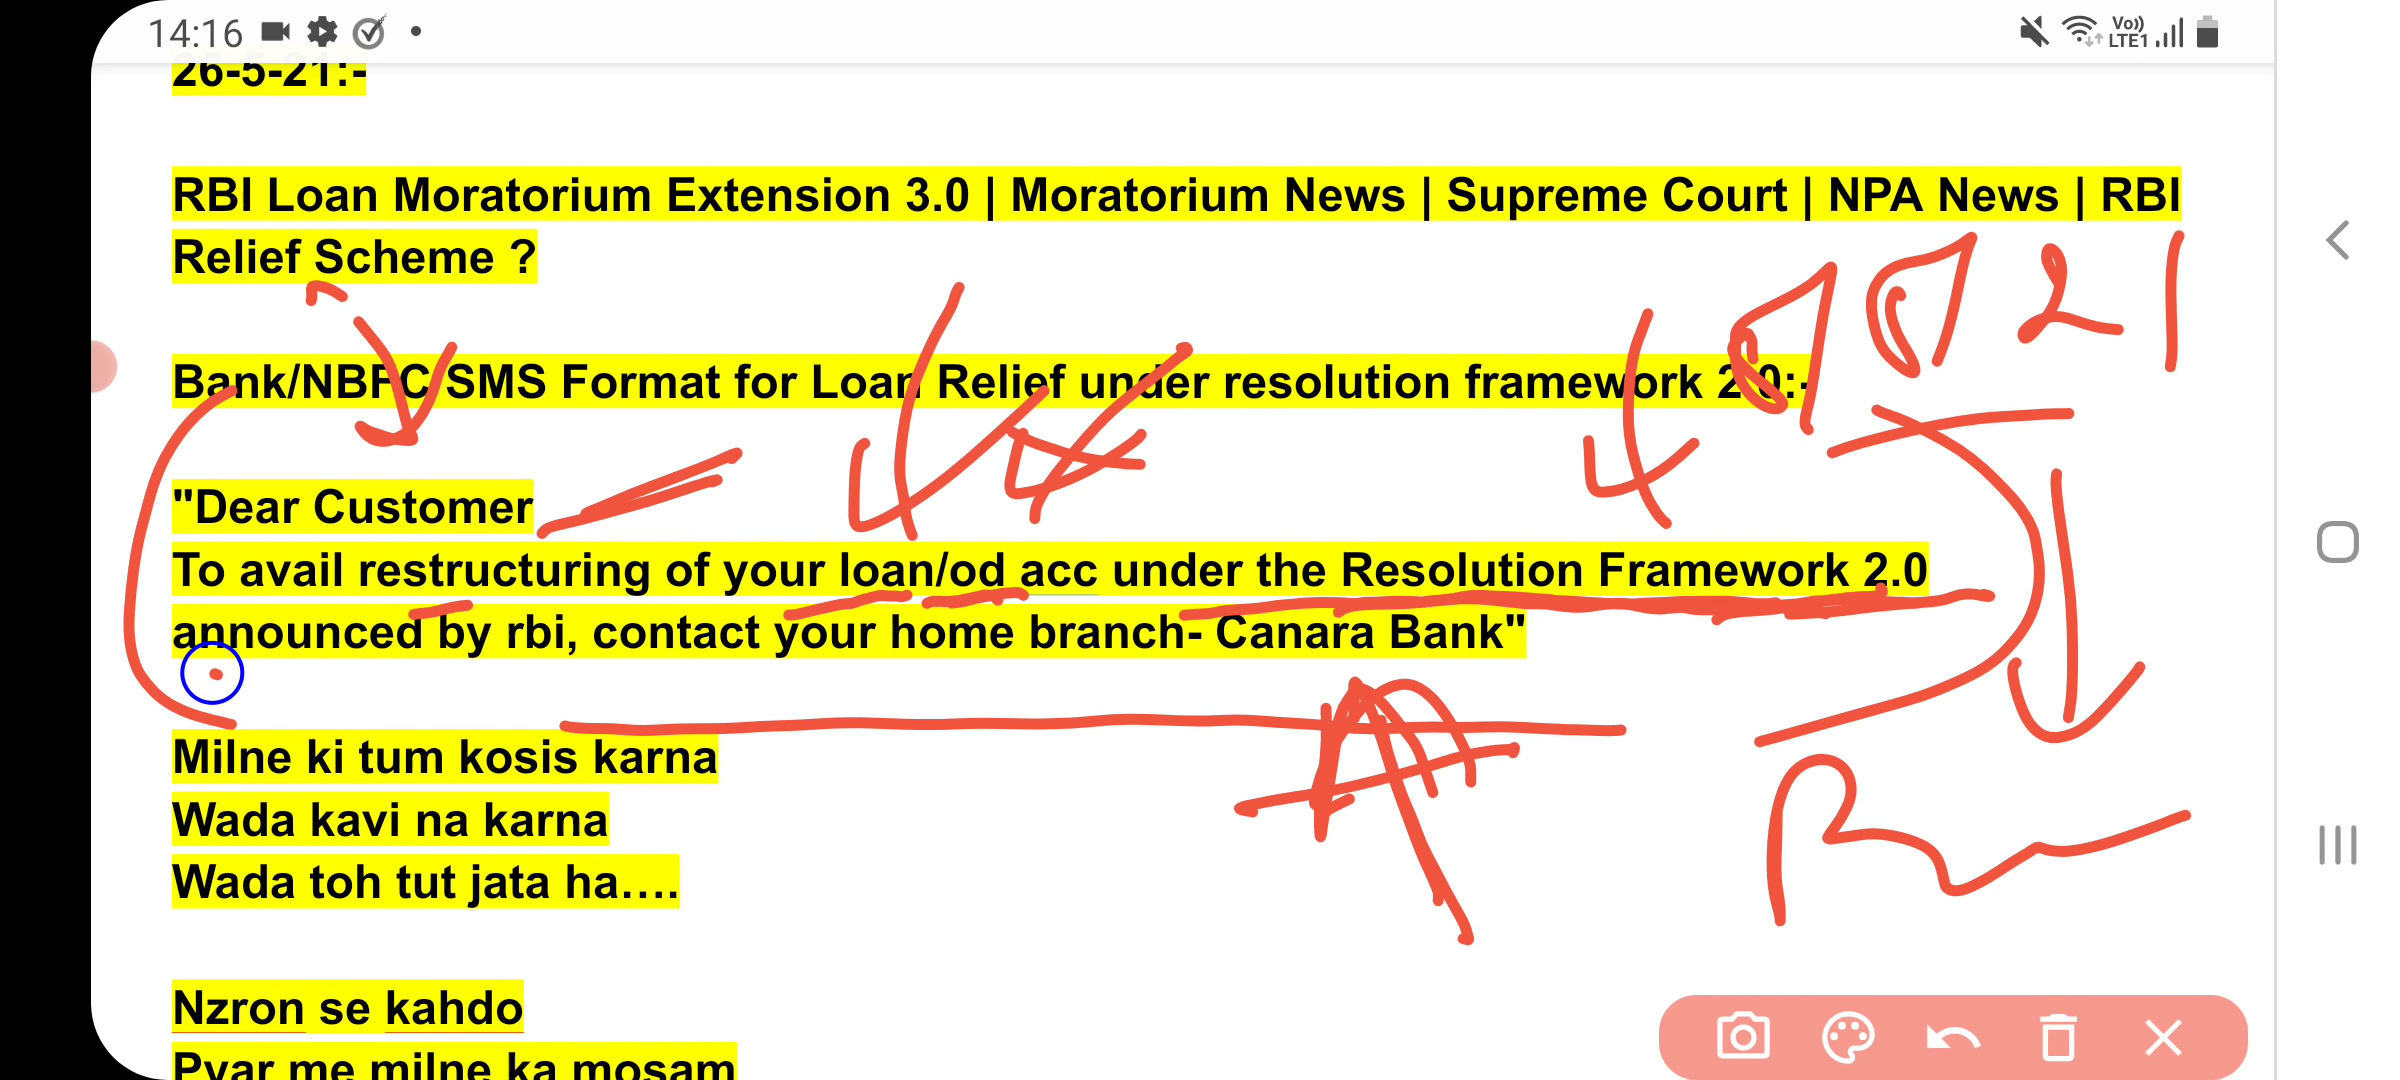 14:16
Vo))
LTE1
26-5-21:-
RBI Loan Moratorium Extension 3.0 | Moratorium News | Supreme Court | NPA News | RBI
Relief Scheme ?
21
Bank/NBFC SMS Format for Loan Relief under resolution framework 2.0:-
"Dear Customer
To avail restructuring of your loan/od acc under the Resolution Framework 2.0
announced by rbi, contact your home branch- Canara Bank"
Milne ki tum kosis karna
Wada kavi na karna
Wada toh tut jata ha....
Nzron se kahdo
Pyar me milne ka mosam